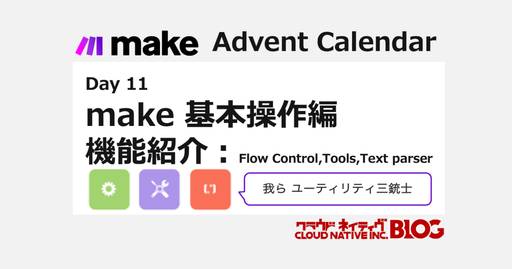 make Advent Calendar
Day 11
make 基本操作編
機能紹介：Flow Control,Tools,Text parser
我ら ユーティリティ三銃士
クラウド ネイティヴ BLOG
CLOUD NATIVE INC.